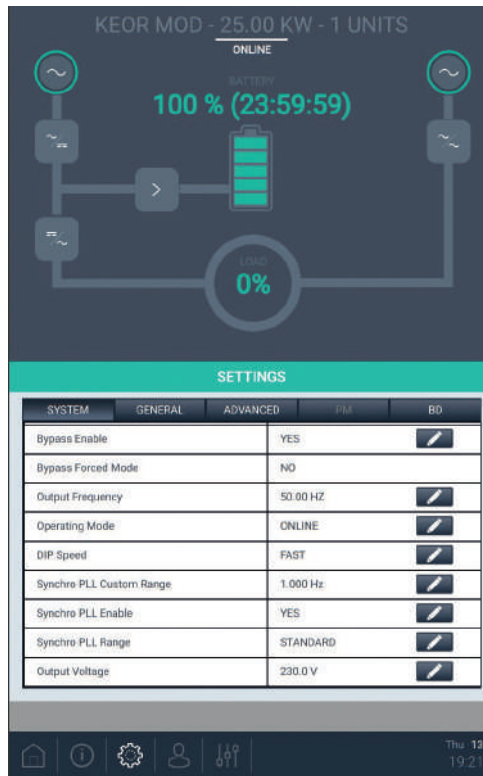 KEOR MOD - 25.00 KW - 1 UNITS
ONLINE
BATTERY
100 % (23:59:59)
LOAD
0%
SETTINGS
SYSTEM GENERAL ADVANCED PM BD
Bypass Enable YES
Bypass Forced Mode NO
Output Frequency 50.00 HZ
Operating Mode ONLINE
DIP Speed FAST
Synchro PLL Custom Range 1.000 Hz
Synchro PLL Enable YES
Synchro PLL Range STANDARD
Output Voltage 230.0 V
Thu 13
19:21